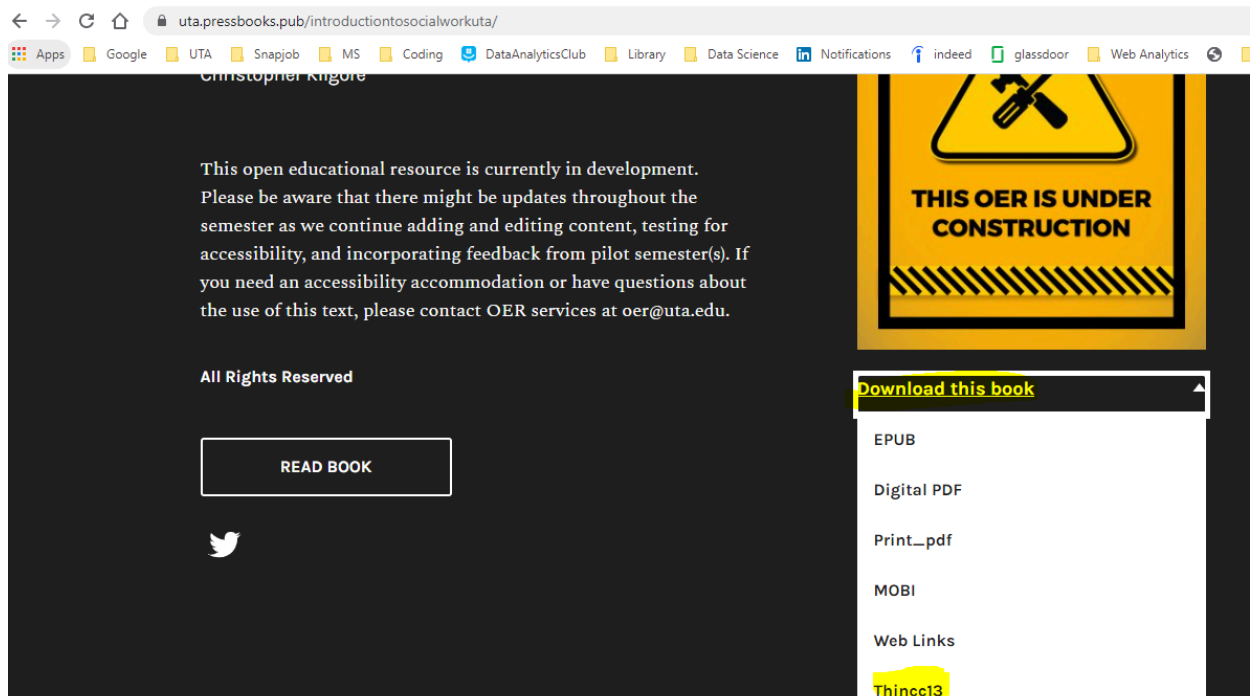 uta.pressbooks.pub/introductiontosocialworkuta/
Apps Google UTA Snapjob MS Coding DataAnalyticsClub Library Data Science Notifications indeed glassdoor Web Analytics
Christopher Kilgore
This open educational resource is currently in development.
Please be aware that there might be updates throughout the
semester as we continue adding and editing content, testing for
accessibility, and incorporating feedback from pilot semester(s). If
you need an accessibility accommodation or have questions about
the use of this text, please contact OER services at oer@uta.edu.
All Rights Reserved
READ BOOK
THIS OER IS UNDER
CONSTRUCTION
Download this book
EPUB
Digital PDF
Print_pdf
MOBI
Web Links
Thincc13